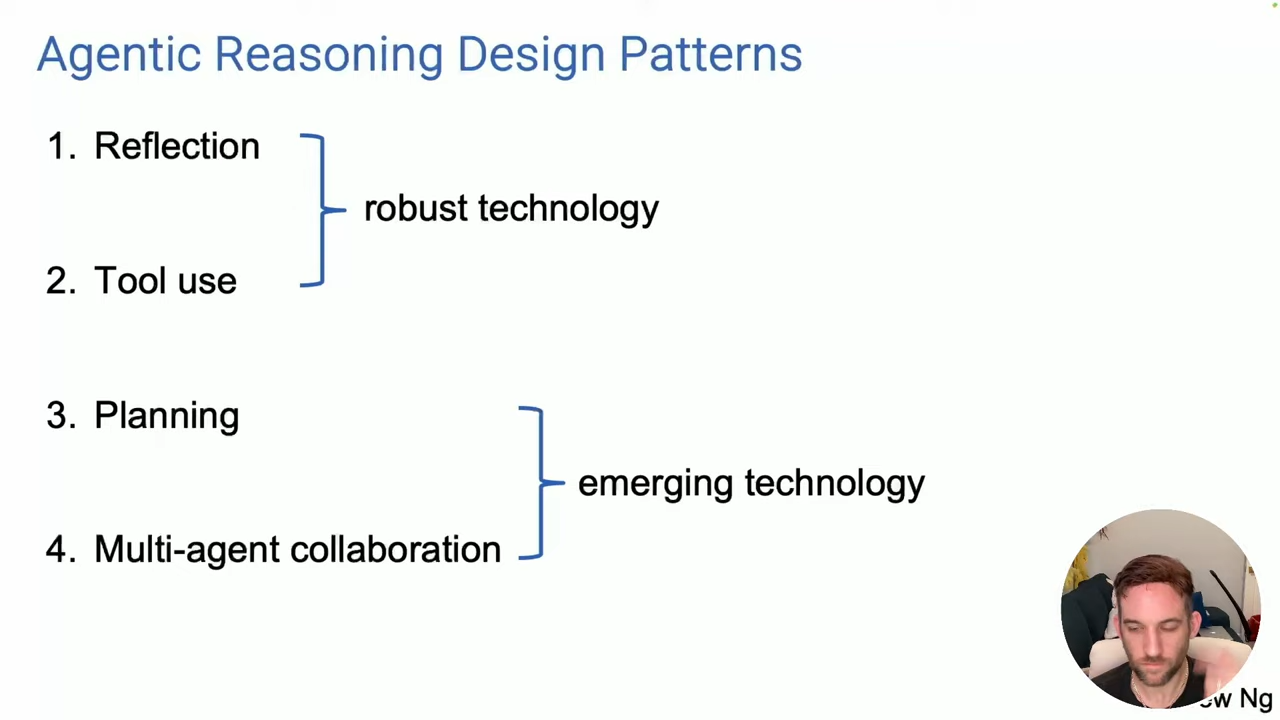 Agentic Reasoning Design Patterns
1. Reflection
robust technology
2. Tool use
3. Planning
emerging technology
4. Multi-agent collaboration
Ng